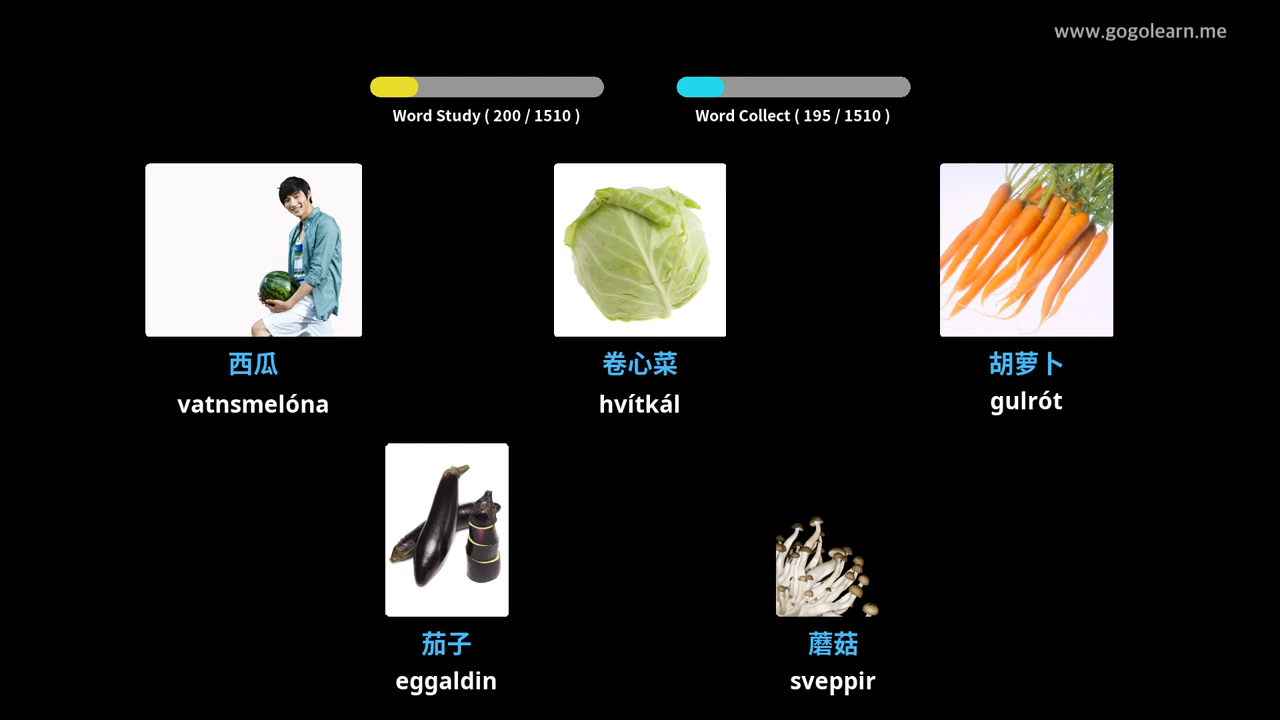 www.gogolearn.me
Word Study ( 200 / 1510 )
Word Collect ( 195 / 1510 )
西瓜
卷心菜
胡萝卜
vatnsmelóna
hvítkál
gulrót
茄子
蘑菇
eggaldin
sveppir